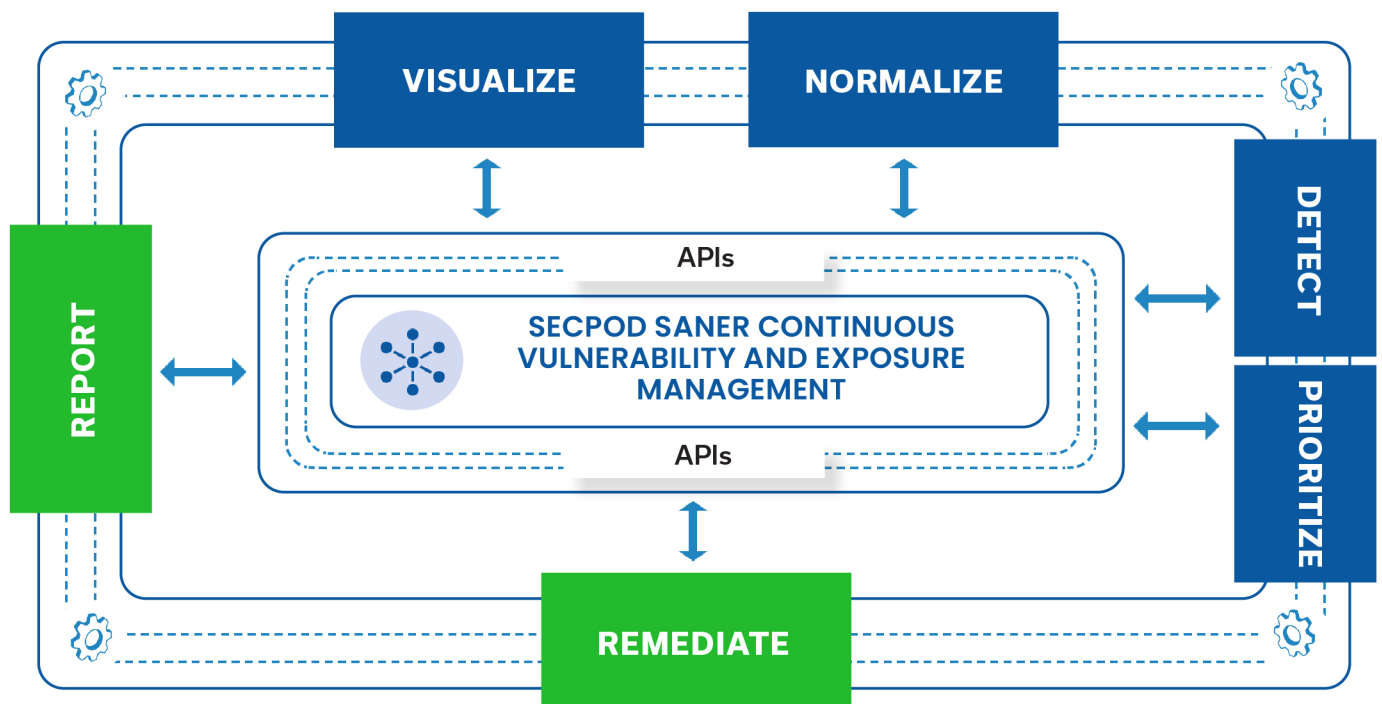 VISUALIZE
NORMALIZE
DETECT
PRIORITIZE
REPORT
APIs
SECPOD SANER CONTINUOUS
VULNERABILITY AND EXPOSURE
MANAGEMENT
APIs
REMEDIATE